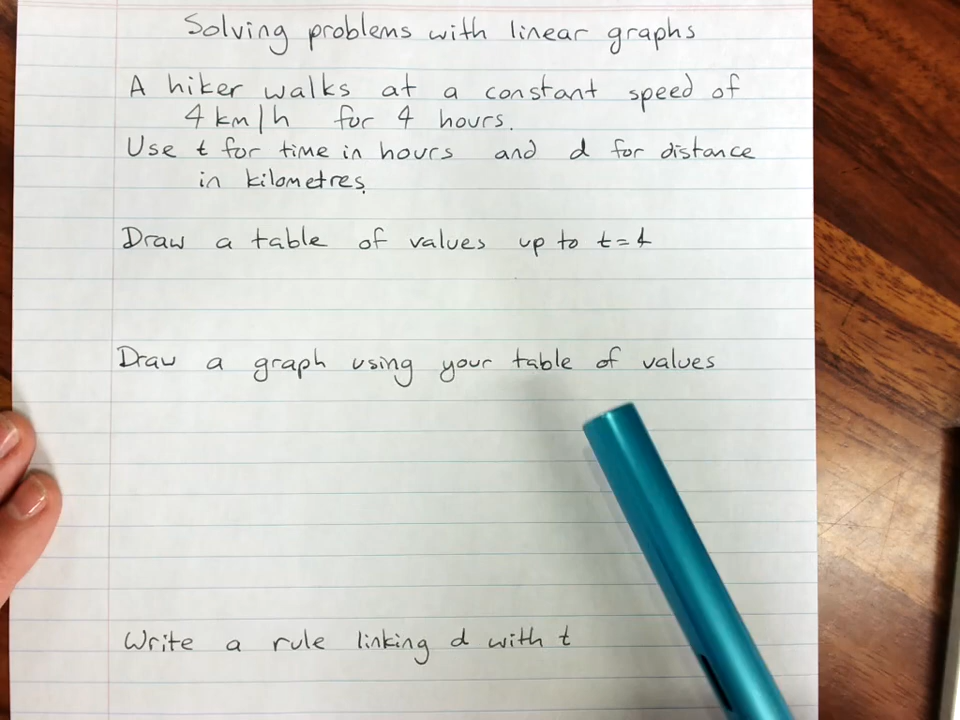 Solving problems with linear graphs
A hiker walks at a constant speed of
4 km/h for 4 hours.
Use t for time in hours and d for distance
in kilometres.
Draw a table of values up to t=4
Draw a graph using your table of values
Write a rule linking d with t